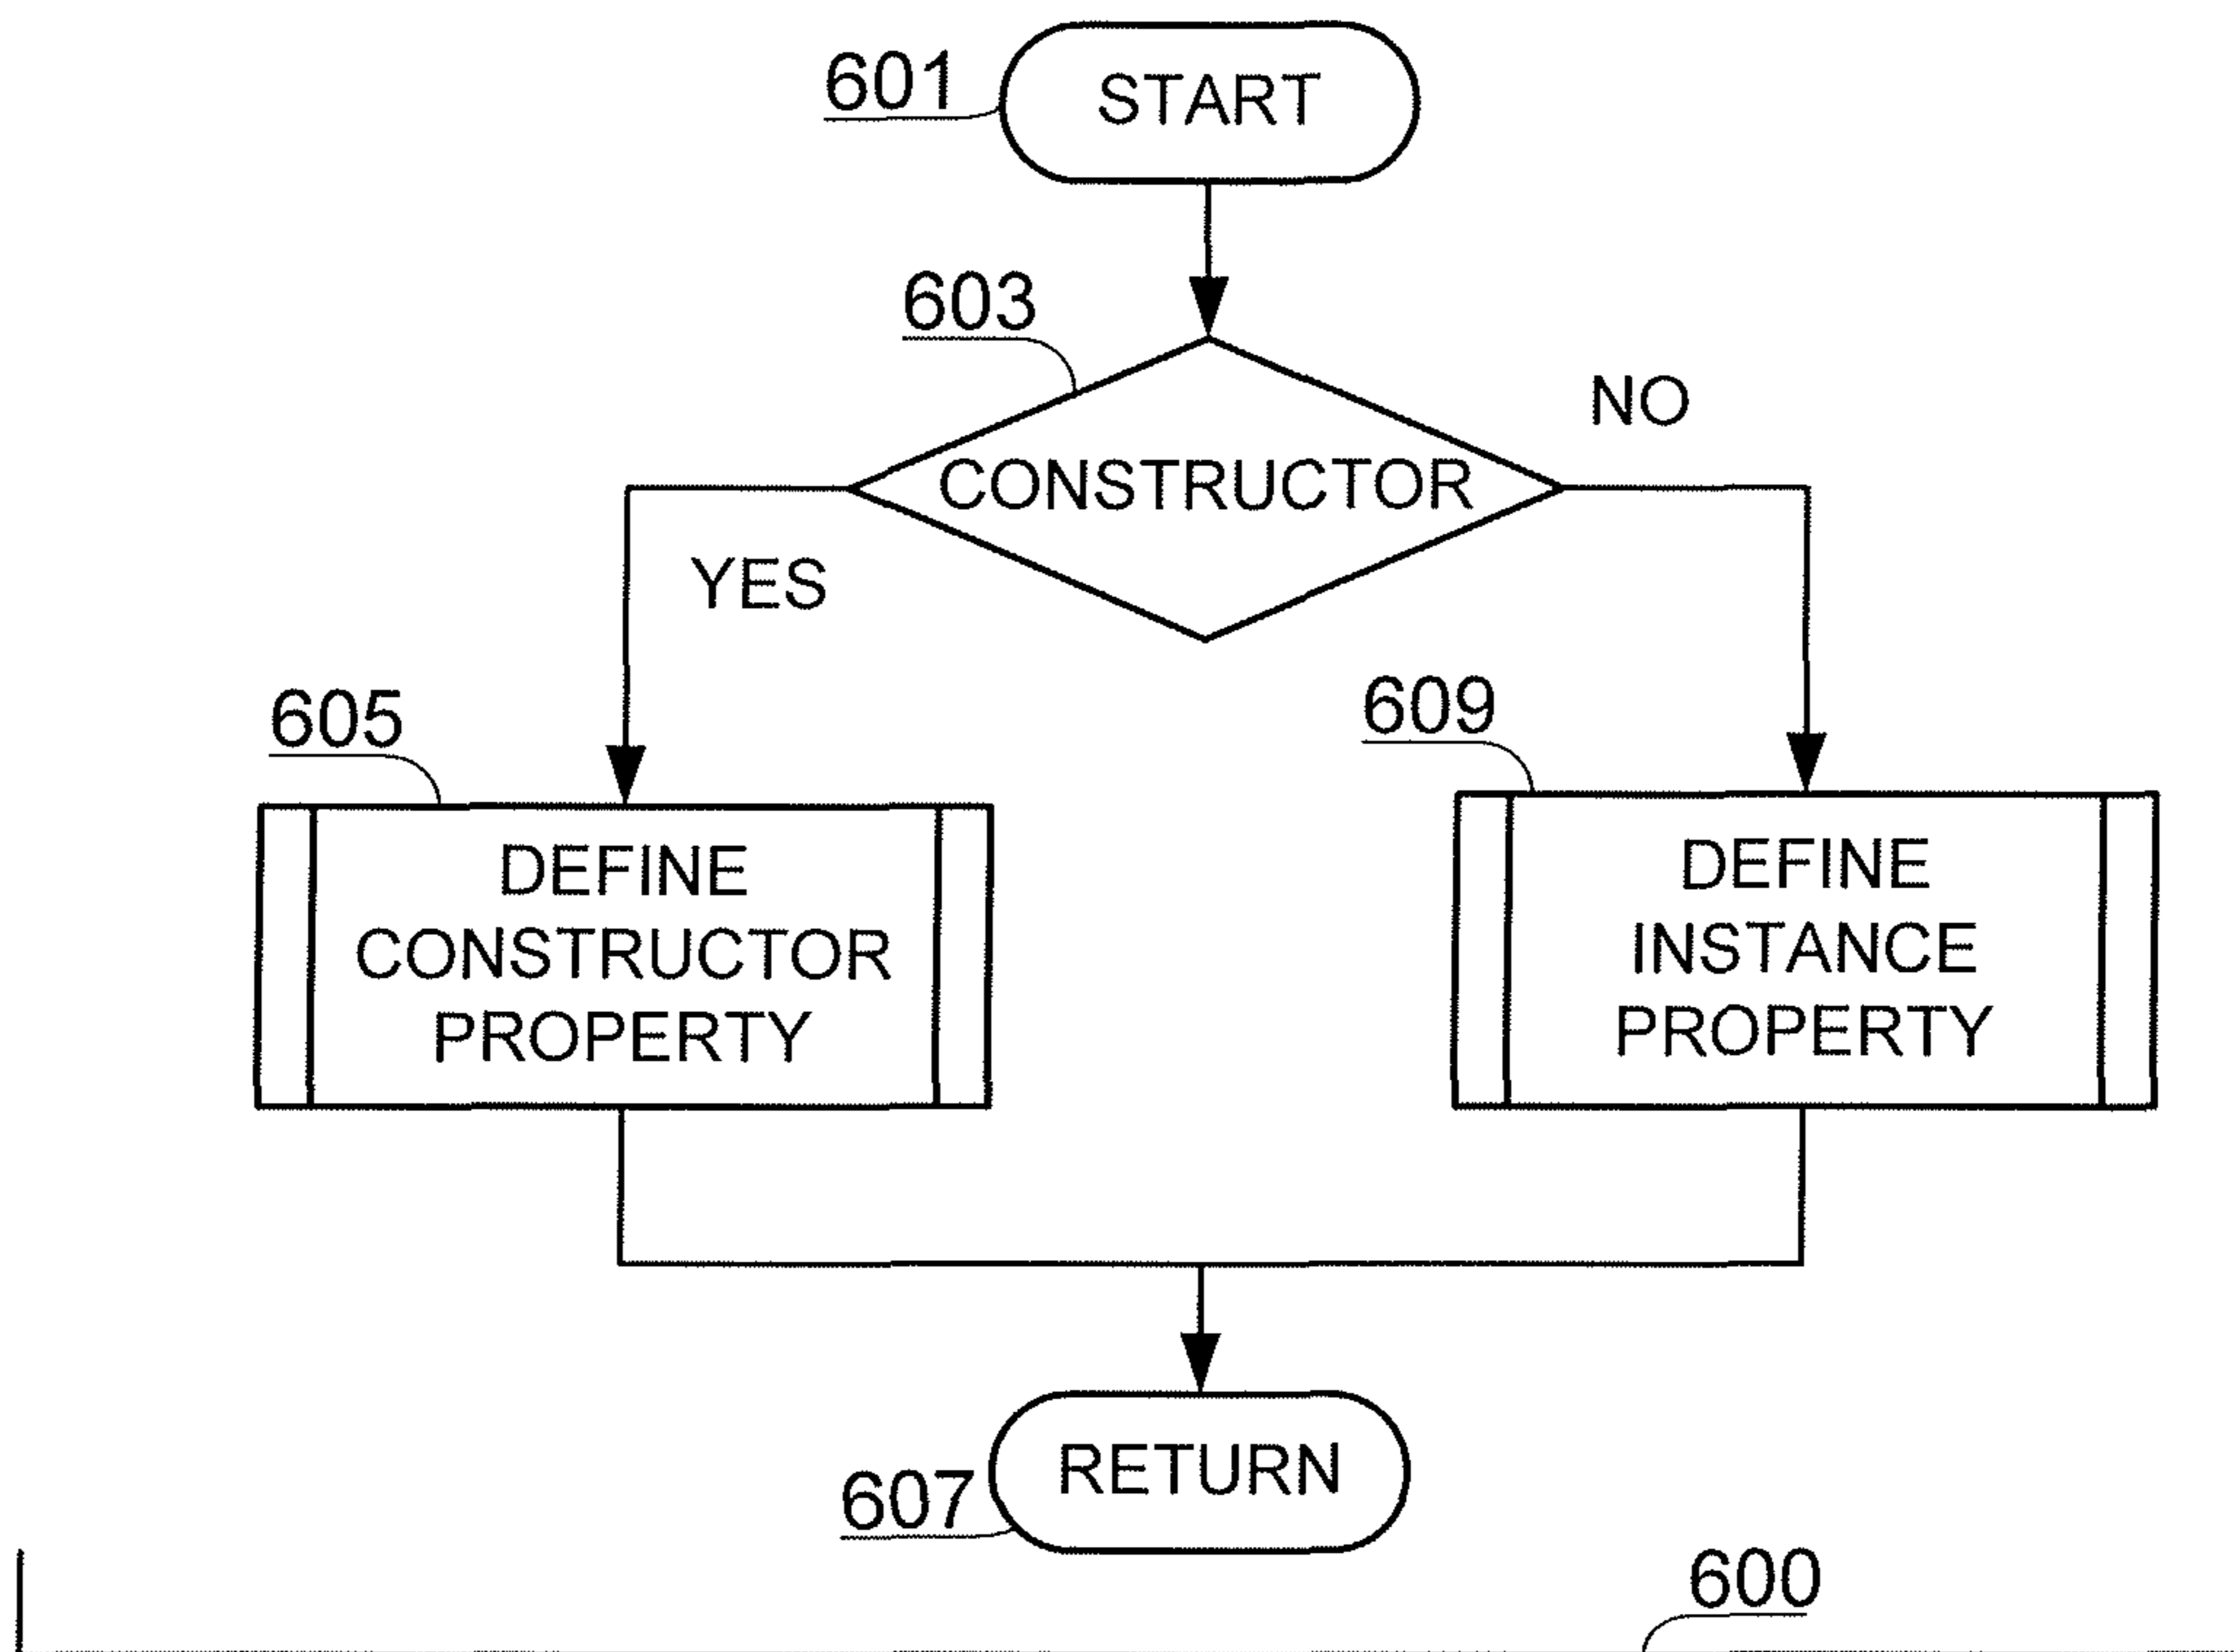 601
START
603
NO
CONSTRUCTOR
YES
605
609
DEFINE
CONSTRUCTOR
PROPERTY
DEFINE
INSTANCE
PROPERTY
RETURN
607
600